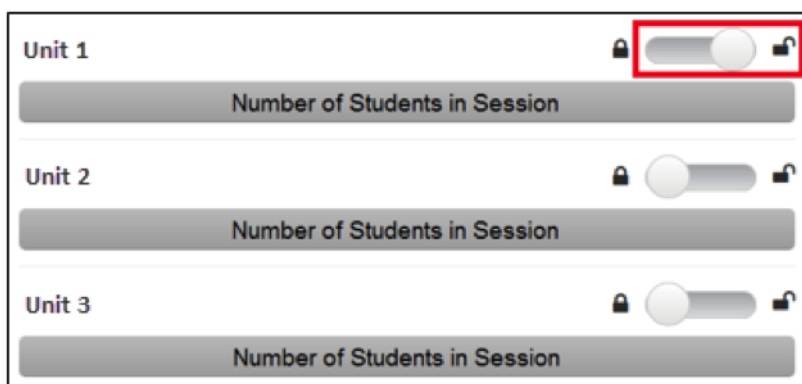 Unit 1
Number of Students in Session
Unit 2
Number of Students in Session
Unit 3
Number of Students in Session